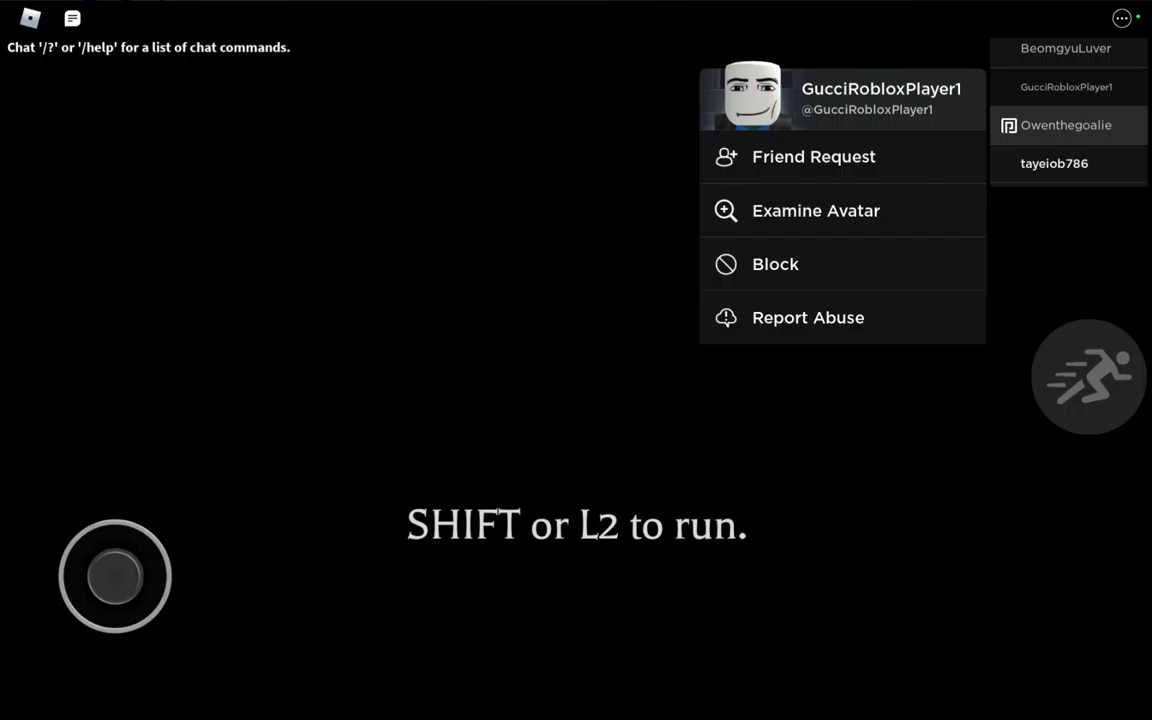 Chat '/?' or '/help' for a list of chat commands.
BeomgyuLuver
GucciRobloxPlayer1
Owenthegoalie
tayeiob786
GucciRobloxPlayer1
@GucciRobloxPlayer1
Friend Request
Examine Avatar
Block
Report Abuse
SHIFT or L2 to run.